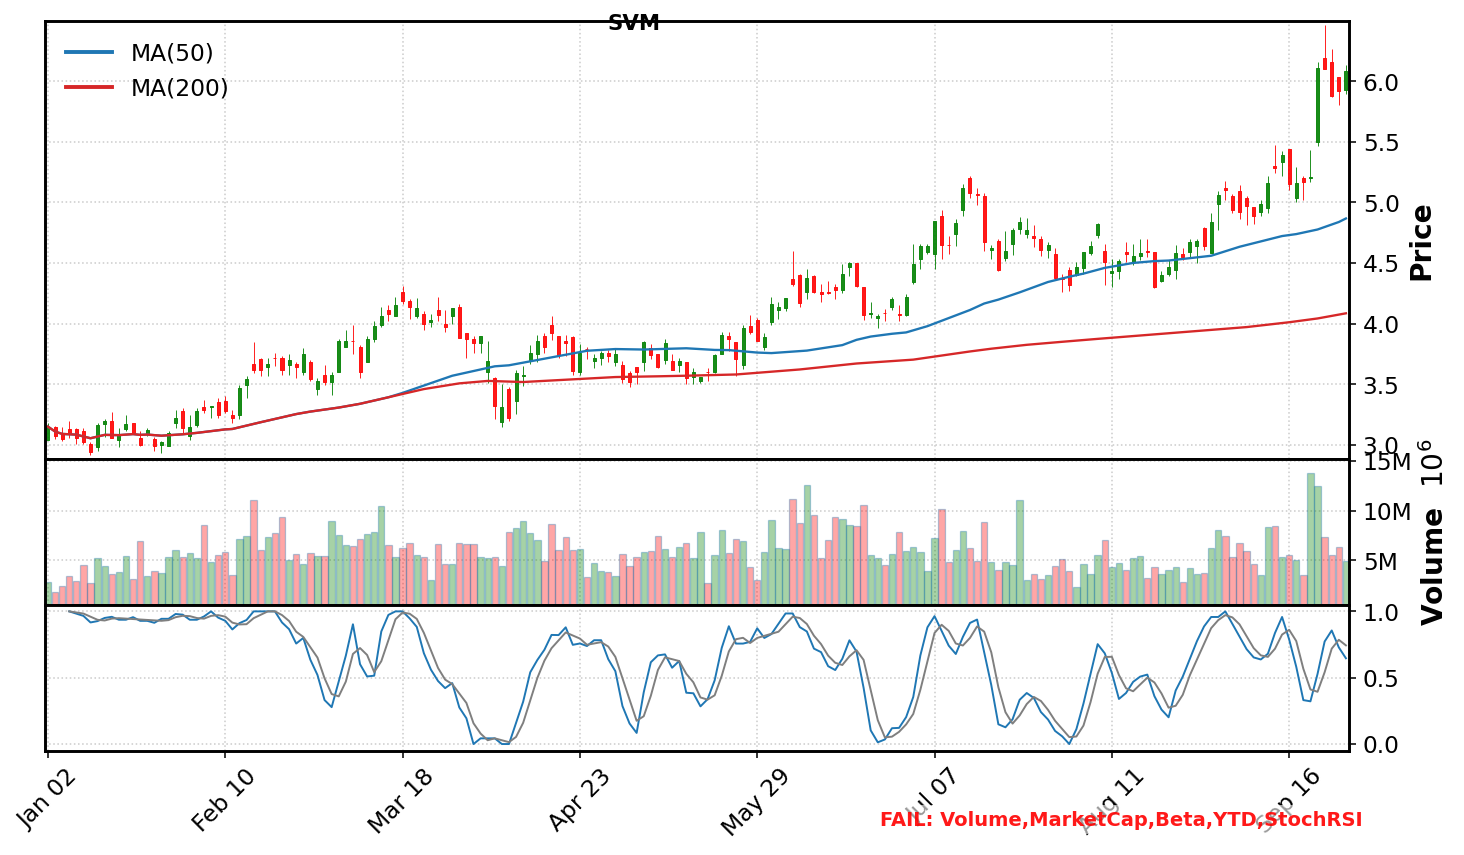 SVM
MA(50)
MA(200)
6.0
5.5
5.0
4.5
4.0
3.5
3.0
Price
15M
10M
5M
Volume 10^6
1.0
0.5
0.0
Jan 02
Feb 10
Mar 18
Apr 23
May 29
Jul 07
Aug 11
Sep 16
FAIL: Volume,MarketCap,Beta,YTD,StochRSI